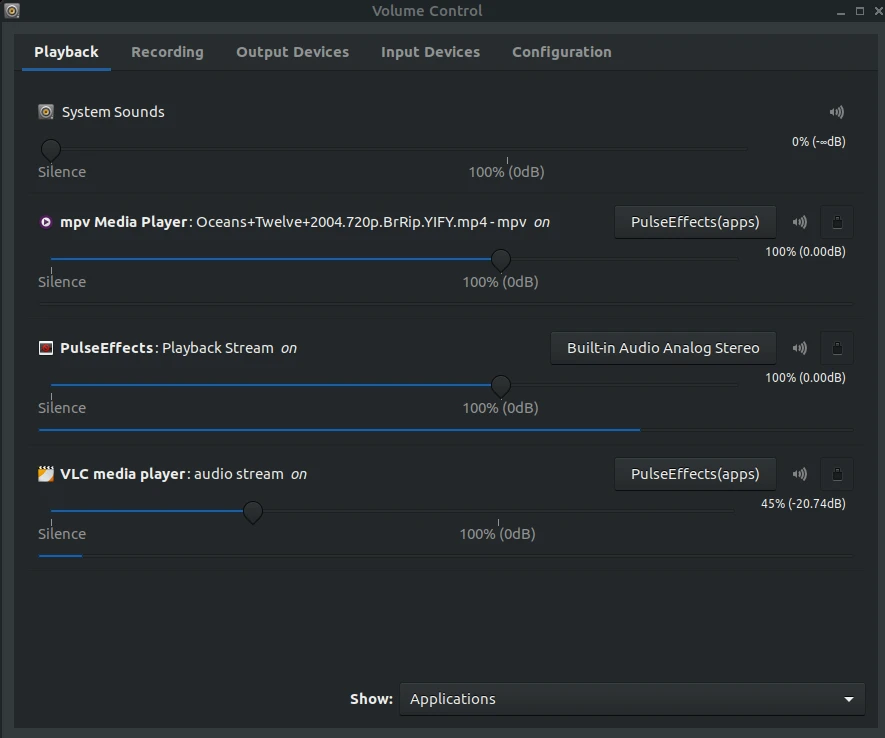 Volume Control
Playback Recording Output Devices Input Devices Configuration
System Sounds
0% (-∞dB)
Silence 100% (0dB)
mpv Media Player: Oceans+Twelve+2004.720p.BrRip.YIFY.mp4 - mpv on PulseEffects(apps)
100% (0.00dB)
Silence 100% (0dB)
PulseEffects: Playback Stream on Built-in Audio Analog Stereo
100% (0.00dB)
Silence 100% (0dB)
VLC media player: audio stream on PulseEffects(apps)
45% (-20.74dB)
Silence 100% (0dB)
Show: Applications